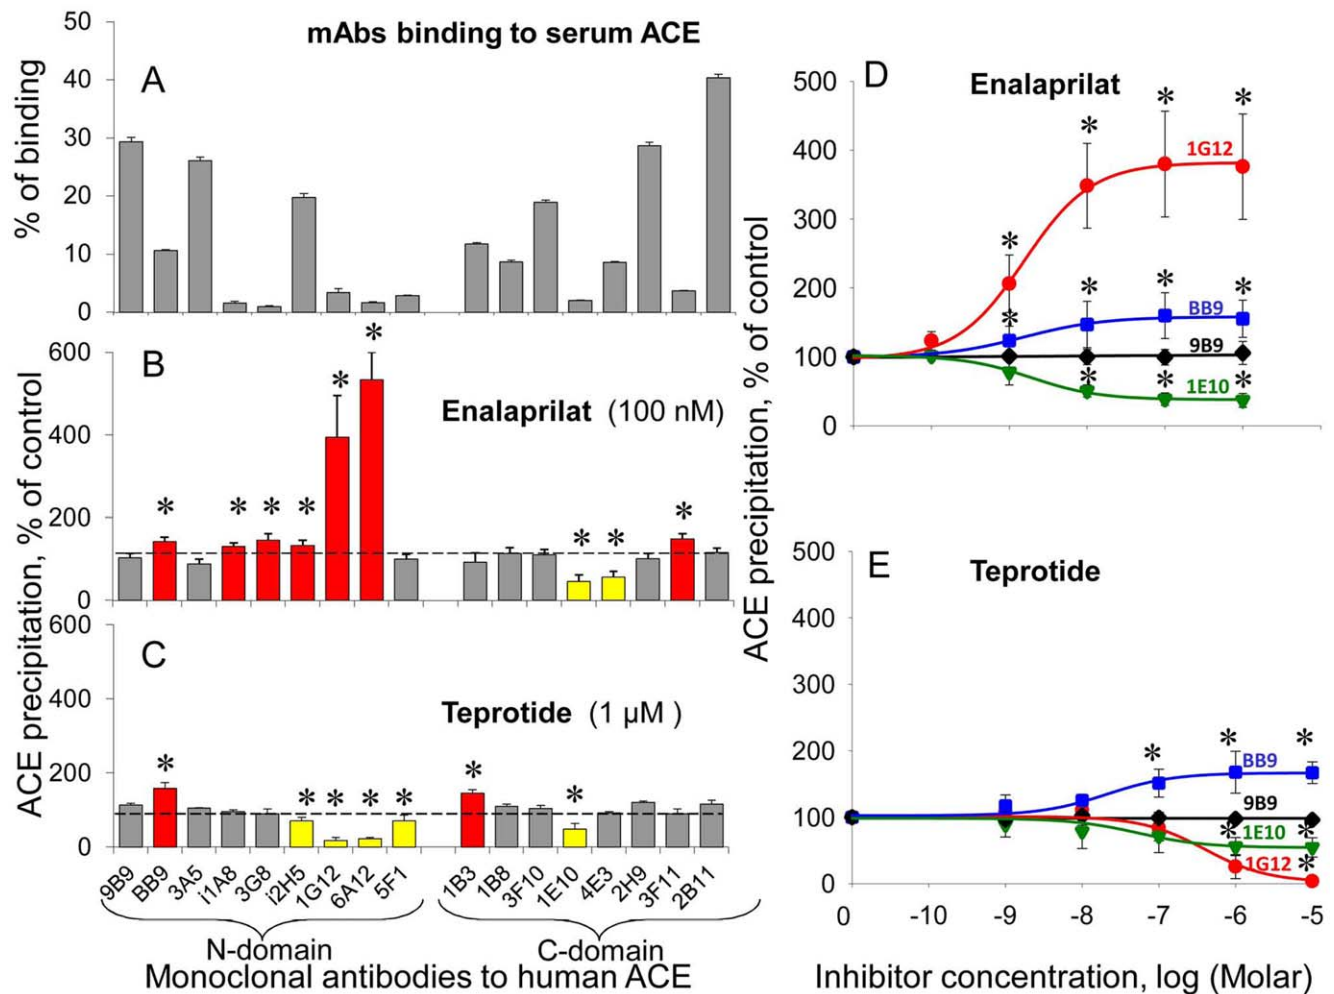 mAbs binding to serum ACE
A
% of binding
50
40
30
20
10
0
B
Enalaprilat (100 nM)
ACE precipitation, % of control
600
400
200
0
*
*
*
*
*
*
*
*
*
C
Teprotide (1 µM )
600
400
200
0
*
*
*
*
*
*
*
9B9
BB9
3A5
i1A8
3G8
i2H5
1G12
6A12
5F1
1B3
1B8
3F10
1E10
4E3
2H9
3F11
2B11
N-domain
C-domain
Monoclonal antibodies to human ACE
D
Enalaprilat
ACE precipitation, % of control
500
400
300
200
100
0
*
*
*
*
1G12
*
*
*
*
BB9
9B9
*
*
*
1E10
E
Teprotide
500
400
300
200
100
0
*
*
*
BB9
9B9
*
*
1E10
*
1G12
0 -10 -9 -8 -7 -6 -5
Inhibitor concentration, log (Molar)